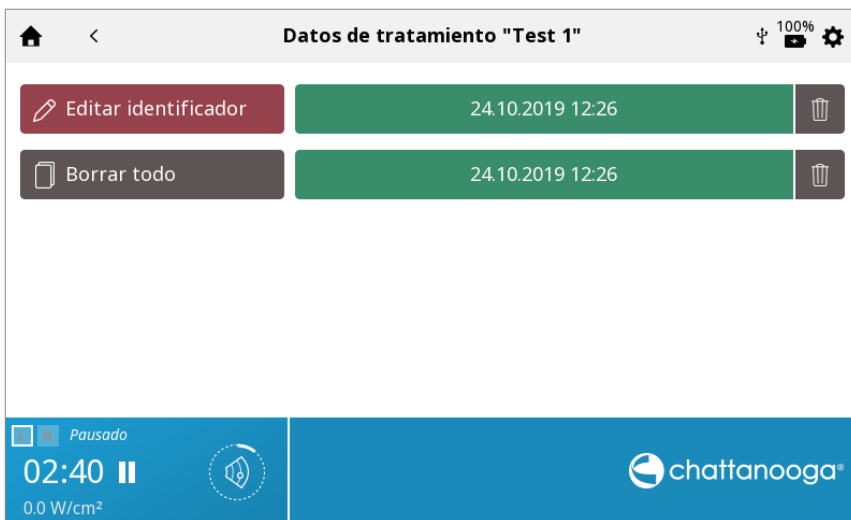 Datos de tratamiento "Test 1"
100%
Editar identificador
24.10.2019 12:26
Borrar todo
24.10.2019 12:26
L R Pausado
02:40
0.0 W/cm²
chattanooga®